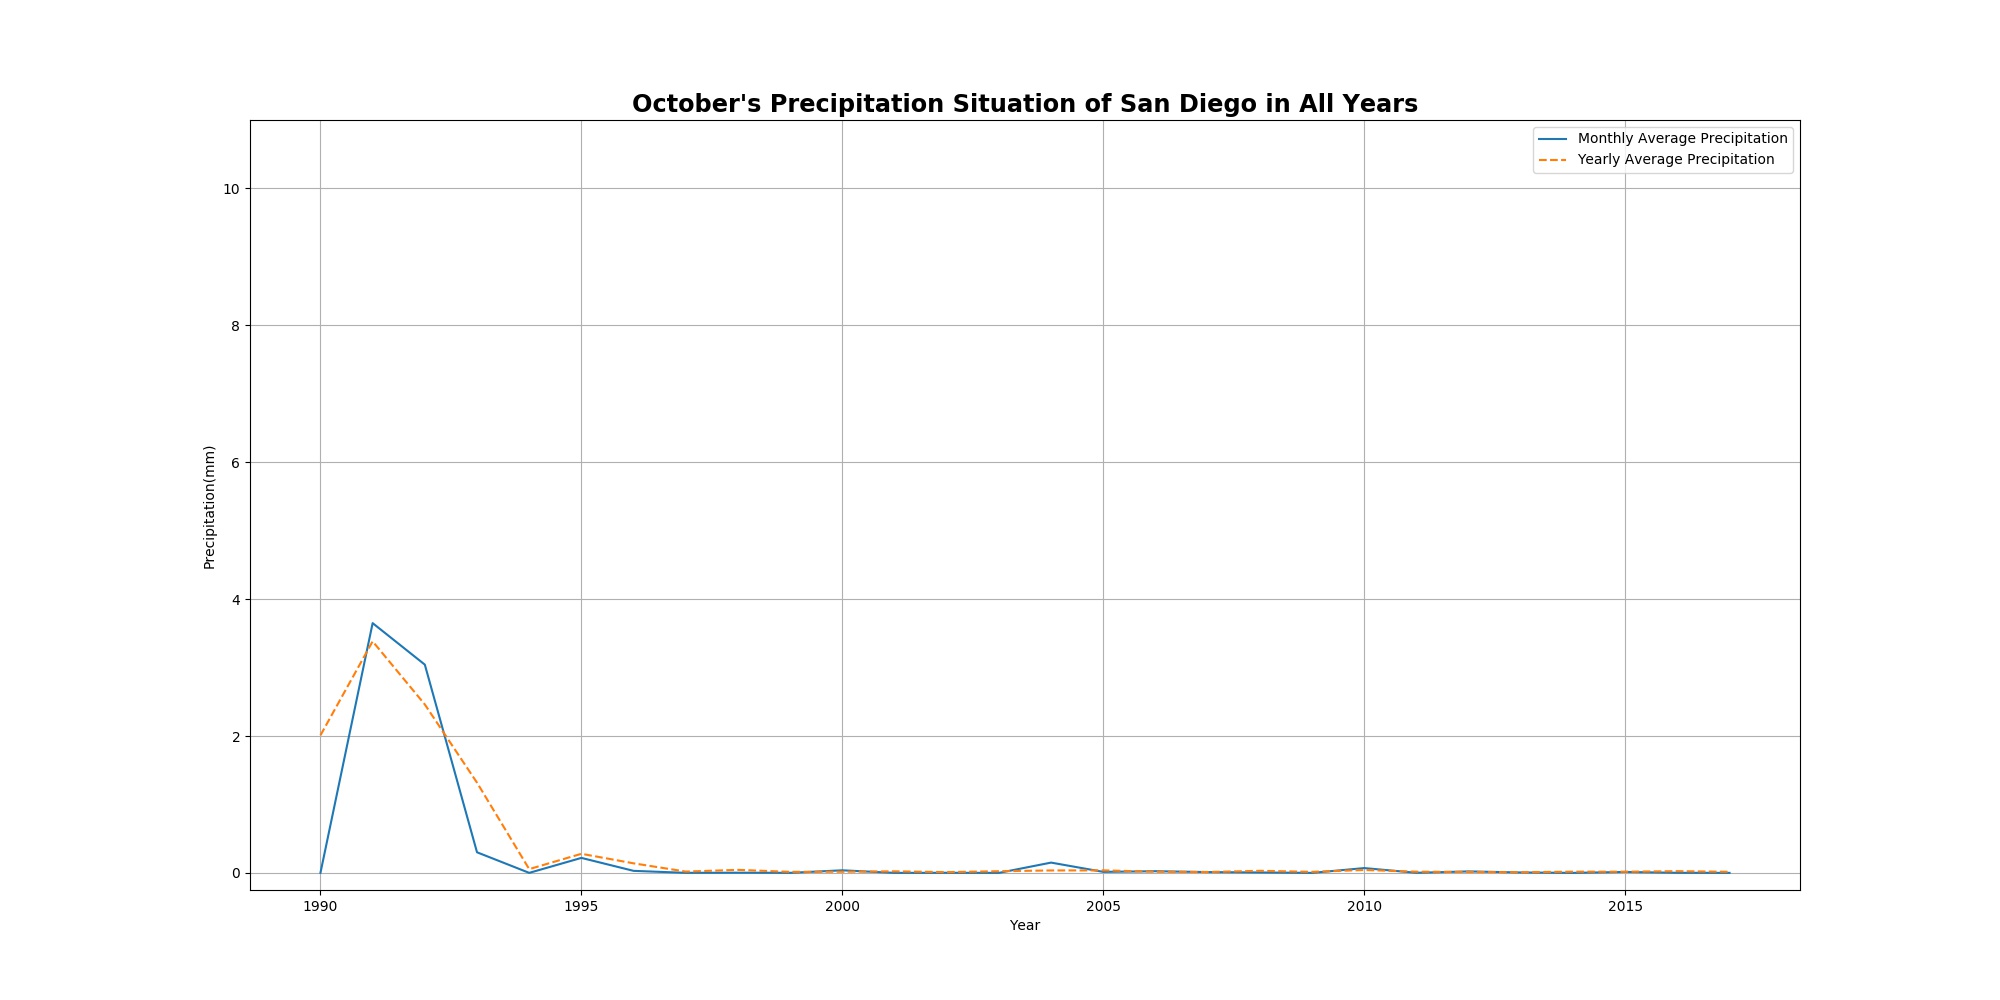 October's Precipitation Situation of San Diego in All Years
Monthly Average Precipitation
Yearly Average Precipitation
10
8
6
4
2
0
Precipitation(mm)
1990 1995 2000 2005 2010 2015
Year